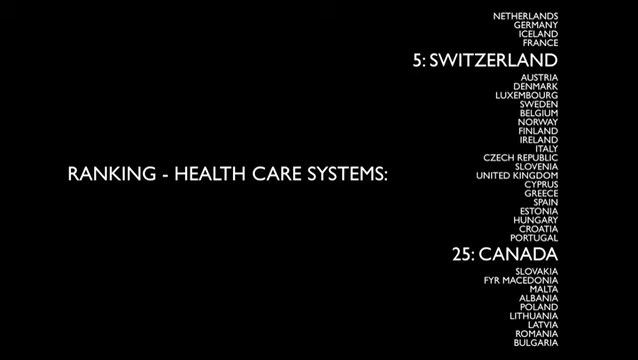 RANKING - HEALTH CARE SYSTEMS:
NETHERLANDS
GERMANY
ICELAND
FRANCE
5: SWITZERLAND
AUSTRIA
DENMARK
LUXEMBOURG
SWEDEN
BELGIUM
NORWAY
FINLAND
IRELAND
ITALY
CZECH REPUBLIC
SLOVENIA
UNITED KINGDOM
CYPRUS
GREECE
SPAIN
ESTONIA
HUNGARY
CROATIA
PORTUGAL
25: CANADA
SLOVAKIA
FYR MACEDONIA
MALTA
ALBANIA
POLAND
LITHUANIA
LATVIA
ROMANIA
BULGARIA